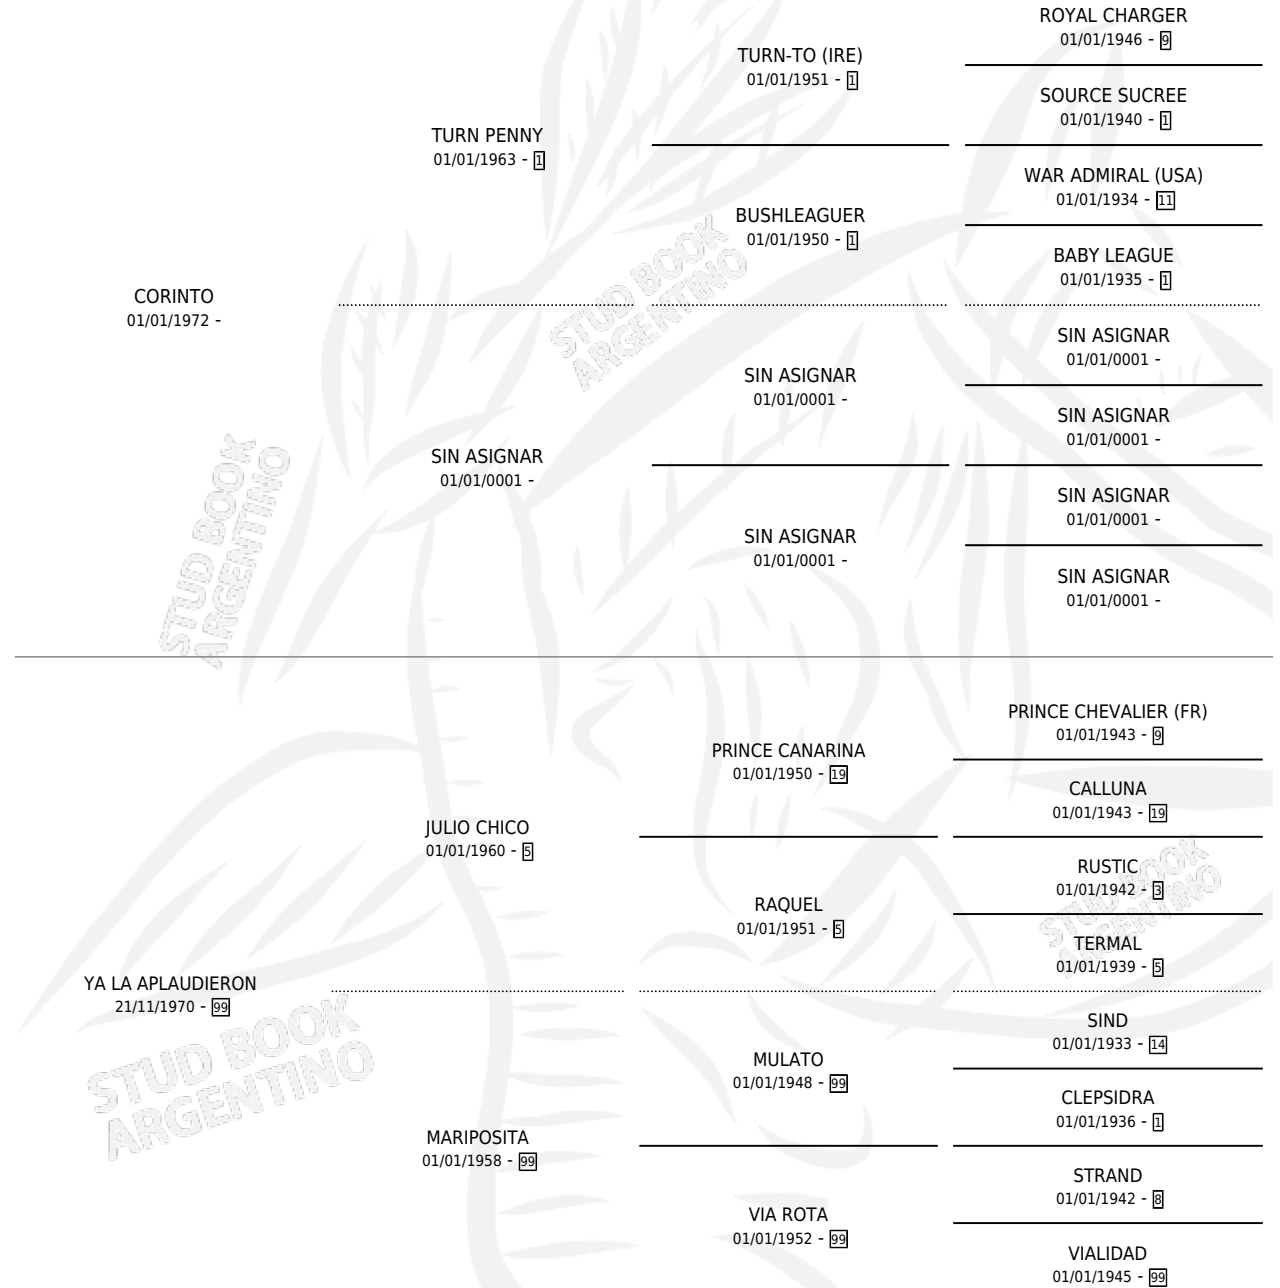 ROYAL CHARGER
01/01/1946 - 9
TURN-TO (IRE)
01/01/1951 - 1
SOURCE SUCREE
01/01/1940 - 1
TURN PENNY
01/01/1963 - 1
WAR ADMIRAL (USA)
01/01/1934 - 11
BUSHLEAGUER
01/01/1950 - 1
BABY LEAGUE
01/01/1935 - 1
CORINTO
01/01/1972 -
SIN ASIGNAR
01/01/0001 -
SIN ASIGNAR
01/01/0001 -
SIN ASIGNAR
01/01/0001 -
SIN ASIGNAR
01/01/0001 -
SIN ASIGNAR
01/01/0001 -
SIN ASIGNAR
01/01/0001 -
SIN ASIGNAR
01/01/0001 -
STUD BOOK
ARGENTINO
STUD BOOK
ARGENTINO
PRINCE CHEVALIER (FR)
01/01/1943 - 9
PRINCE CANARINA
01/01/1950 - 19
CALLUNA
01/01/1943 - 19
JULIO CHICO
01/01/1960 - 5
RUSTIC
01/01/1942 - 3
RAQUEL
01/01/1951 - 5
TERMAL
01/01/1939 - 5
STUD BOOK
ARGENTINO
YA LA APLAUDIERON
21/11/1970 - 99
SIND
01/01/1933 - 14
MULATO
01/01/1948 - 99
CLEPSIDRA
01/01/1936 - 1
STUD BOOK
ARGENTINO
MARIPOSITA
01/01/1958 - 99
STRAND
01/01/1942 - 8
VIA ROTA
01/01/1952 - 99
VIALIDAD
01/01/1945 - 99